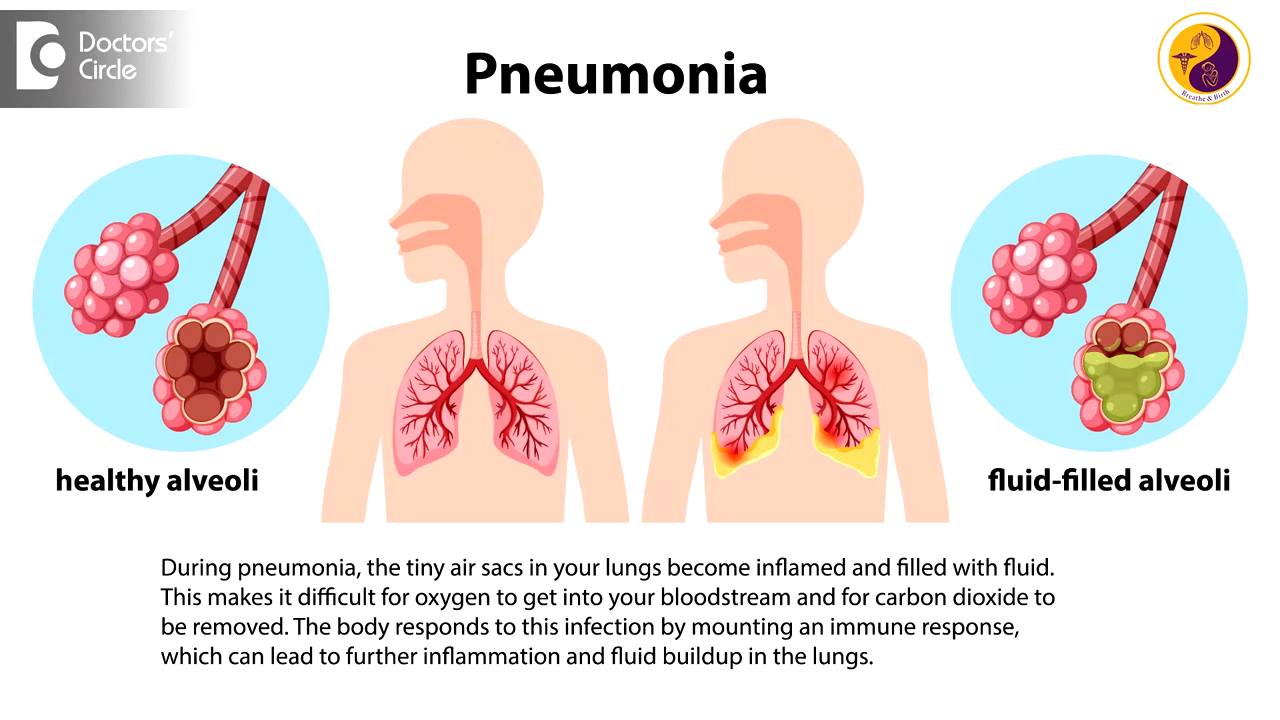 Doctors'
Circle
Pneumonia
Breathe & Birth
healthy alveoli
fluid-filled alveoli
During pneumonia, the tiny air sacs in your lungs become inflamed and filled with fluid.
This makes it difficult for oxygen to get into your bloodstream and for carbon dioxide to
be removed. The body responds to this infection by mounting an immune response,
which can lead to further inflammation and fluid buildup in the lungs.